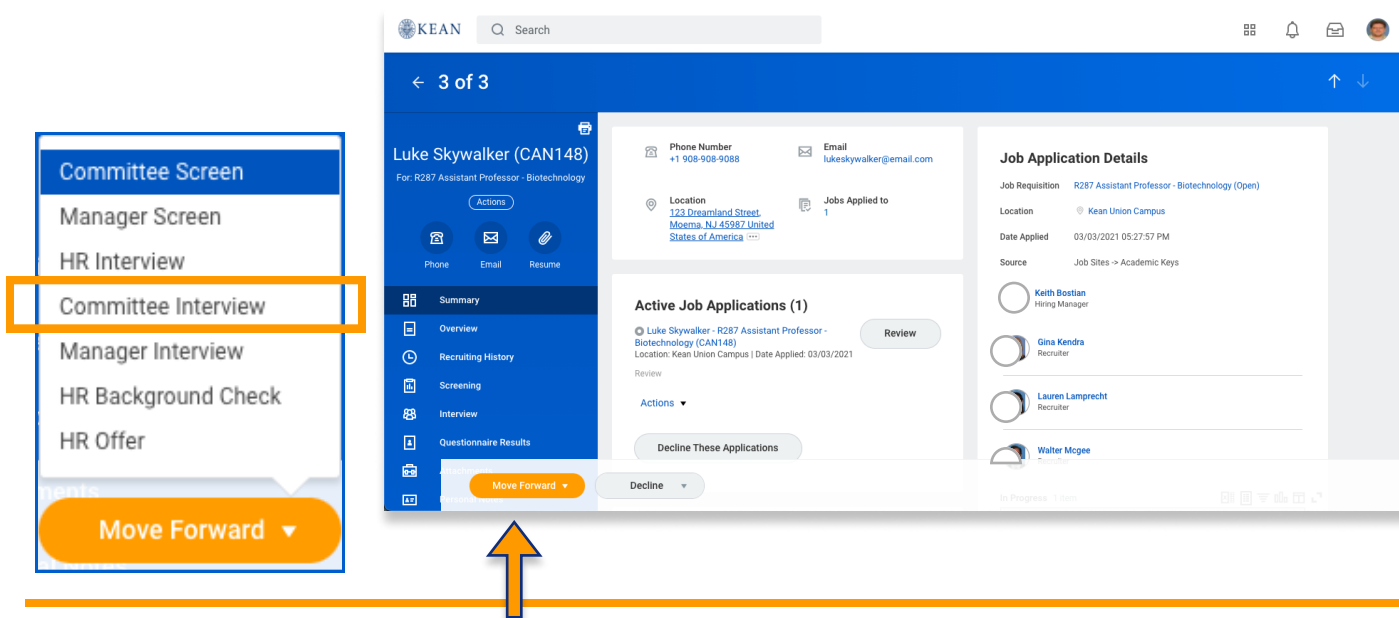 Committee Screen
Manager Screen
HR Interview
Committee Interview
Manager Interview
HR Background Check
HR Offer
Move Forward
KEAN
Search
3 of 3
Luke Skywalker (CAN148)
For: R287 Assistant Professor - Biotechnology
Actions
Phone
Email
Resume
Summary
Overview
Recruiting History
Screening
Interview
Questionnaire Results
Attachments
Phone Number
+1 908-908-9088
Email
lukeskywalker@email.com
Location
123 Dreamland Street,
Moema, NJ 45987 United
States of America
Jobs Applied to
1
Active Job Applications (1)
Luke Skywalker - R287 Assistant Professor -
Biotechnology (CAN148)
Location: Kean Union Campus | Date Applied: 03/03/2021
Review
Review
Actions
Decline These Applications
Move Forward
Decline
Job Application Details
Job Requisition R287 Assistant Professor - Biotechnology (Open)
Location Kean Union Campus
Date Applied 03/03/2021 05:27:57 PM
Source Job Sites -> Academic Keys
Keith Bostian
Hiring Manager
Gina Kendra
Recruiter
Lauren Lamprecht
Recruiter
Walter Mcgee
In Progress 1 item